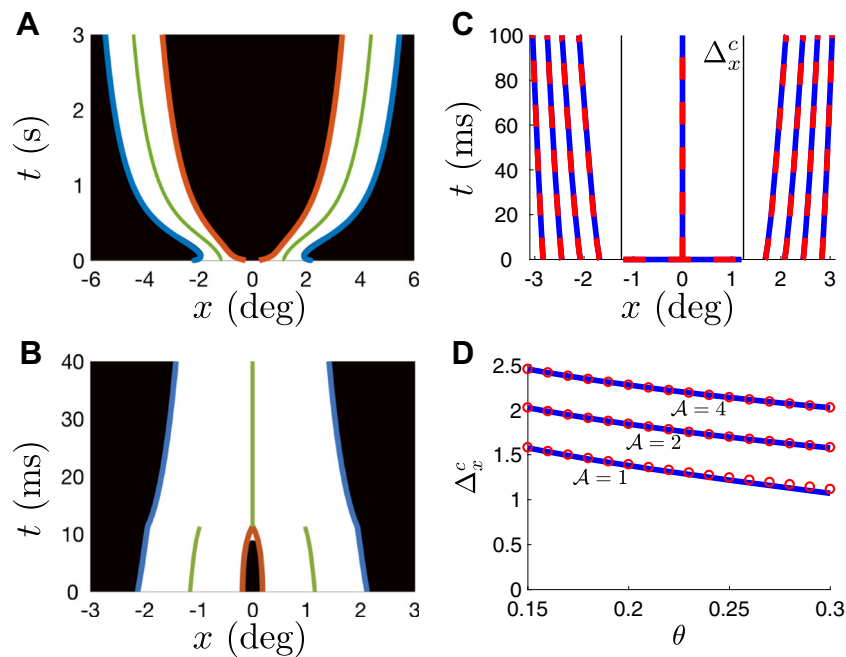 A
3
2
1
0
t (s)
-6 -4 -2 0 2 4 6
x (deg)
B
40
30
20
10
0
t (ms)
-3 -2 -1 0 1 2 3
x (deg)
C
100
80
60
40
20
0
t (ms)
Δ_x^c
-3 -2 -1 0 1 2 3
x (deg)
D
2.5
2
1.5
1
0.5
0
Δ_x^c
𝒜 = 4
𝒜 = 2
𝒜 = 1
0.15 0.2 0.25 0.3
θ